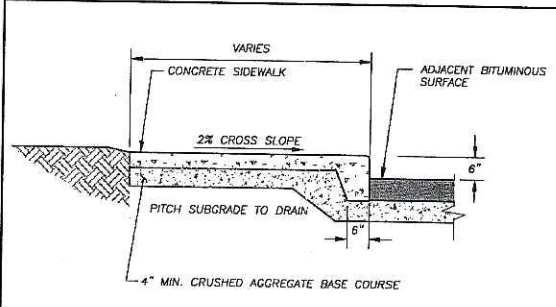 VARIES
CONCRETE SIDEWALK
ADJACENT BITUMINOUS
SURFACE
2% CROSS SLOPE
6"
PITCH SUBGRADE TO DRAIN
6"
4" MIN. CRUSHED AGGREGATE BASE COURSE